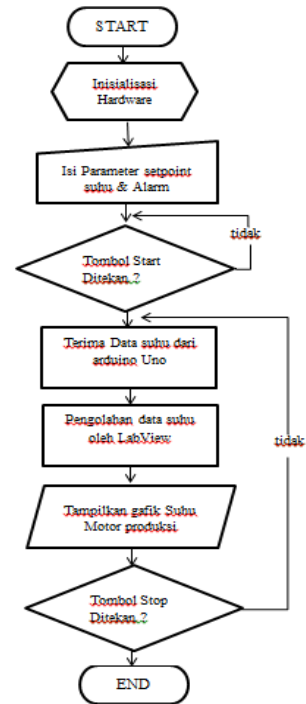 START
Inisialisasi
Hardware
Isi Parameter setpoint
suhu & Alarm
tidak
Tombol Start
Ditekan ?
Terima Data suhu dari
arduino Uno
Pengolahan data suhu
oleh LabView
tidak
Tampilkan gafik Suhu
Motor produksi
Tombol Stop
Ditekan ?
END